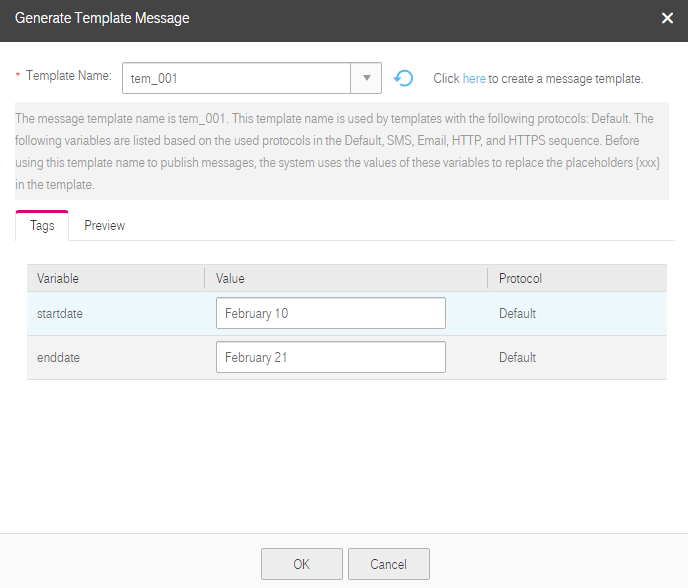 Generate Template Message
* Template Name: tem_001 Click here to create a message template.
The message template name is tem_001. This template name is used by templates with the following protocols: Default. The
following variables are listed based on the used protocols in the Default, SMS, Email, HTTP, and HTTPS sequence. Before
using this template name to publish messages, the system uses the values of these variables to replace the placeholders {xxx}
in the template.
Tags Preview
Variable Value Protocol
startdate February 10 Default
enddate February 21 Default
OK Cancel